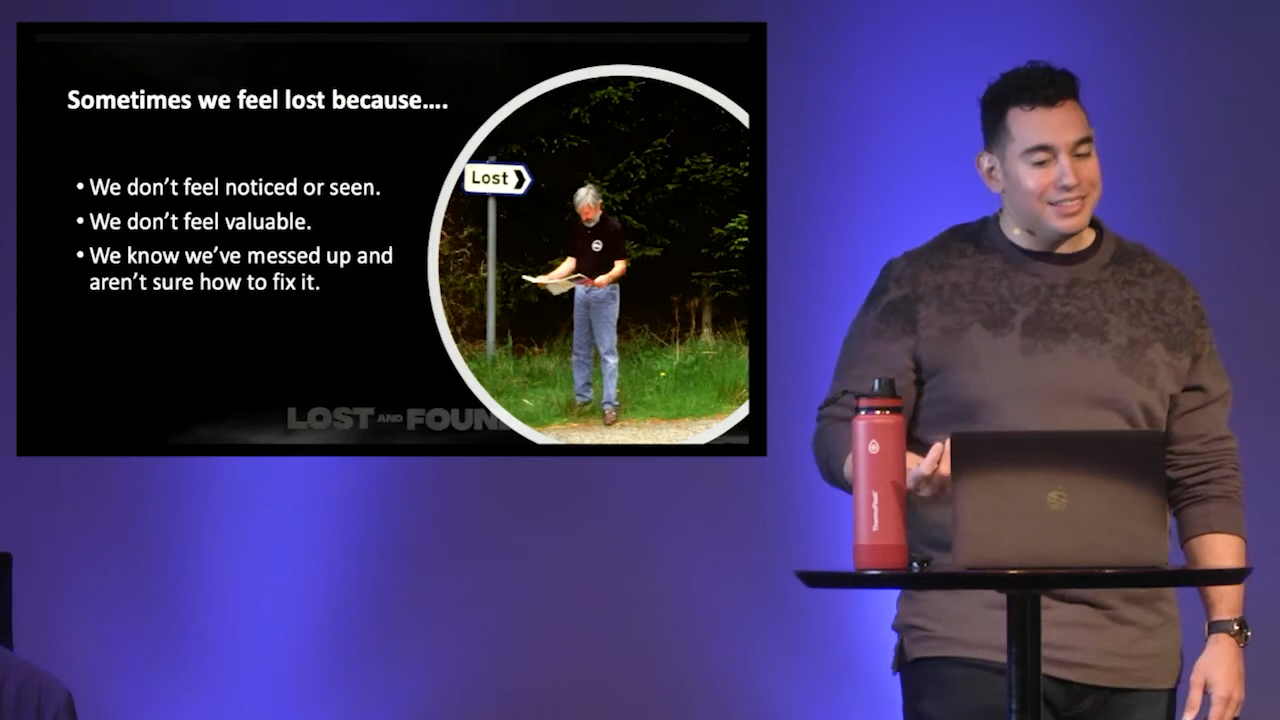 Sometimes we feel lost because....
• We don't feel noticed or seen.
• We don't feel valuable.
• We know we've messed up and
aren't sure how to fix it.
Lost
LOST AND FOUN
ThermoFlask